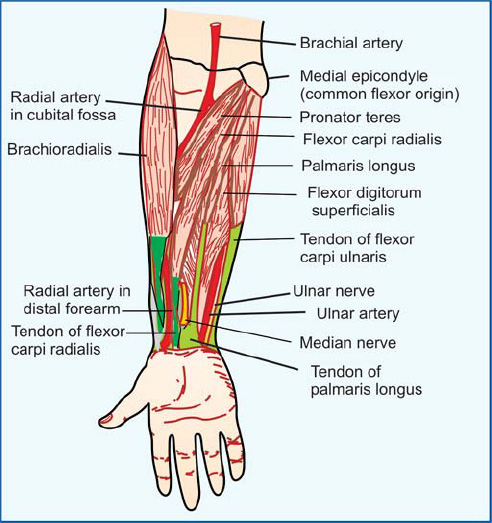 Brachial artery
Medial epicondyle
(common flexor origin)
Radial artery
in cubital fossa
Pronator teres
Flexor carpi radialis
Brachioradialis
Palmaris longus
Flexor digitorum
superficialis
Tendon of flexor
carpi ulnaris
Radial artery in
distal forearm
Ulnar nerve
Ulnar artery
Tendon of flexor
carpi radialis
Median nerve
Tendon of
palmaris longus